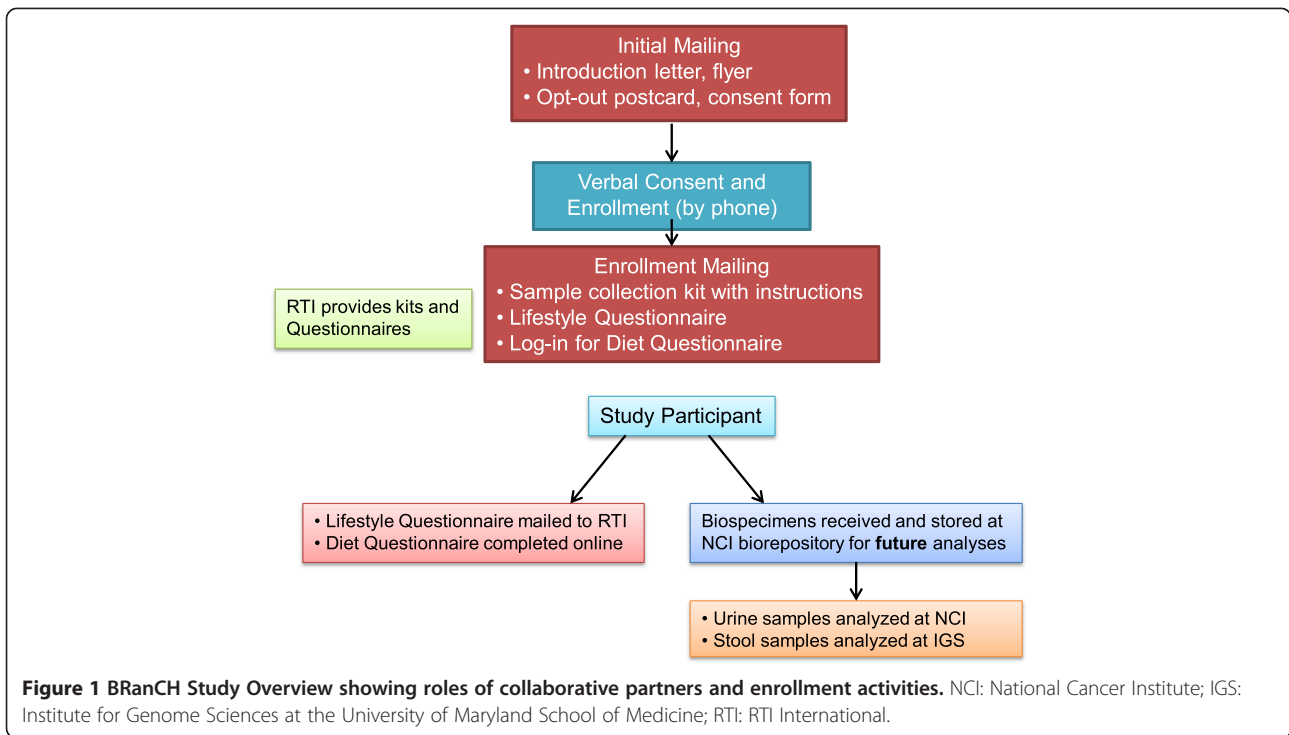 Initial Mailing
• Introduction letter, flyer
• Opt-out postcard, consent form
Verbal Consent and
Enrollment (by phone)
Enrollment Mailing
• Sample collection kit with instructions
• Lifestyle Questionnaire
• Log-in for Diet Questionnaire
RTI provides kits and
Questionnaires
Study Participant
• Lifestyle Questionnaire mailed to RTI
• Diet Questionnaire completed online
Biospecimens received and stored at
NCI biorepository for future analyses
• Urine samples analyzed at NCI
• Stool samples analyzed at IGS
Figure 1 BRanCH Study Overview showing roles of collaborative partners and enrollment activities. NCI: National Cancer Institute; IGS:
Institute for Genome Sciences at the University of Maryland School of Medicine; RTI: RTI International.